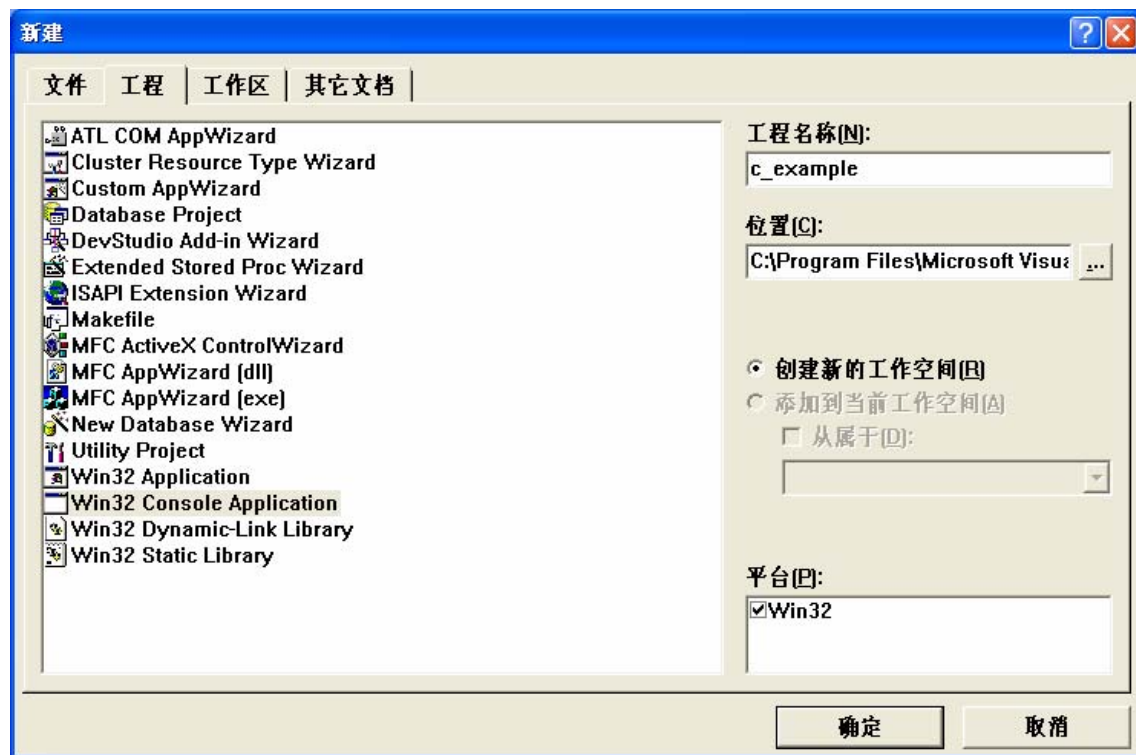 新建
文件 工程 工作区 其它文档
ATL COM AppWizard
Cluster Resource Type Wizard
Custom AppWizard
Database Project
DevStudio Add-in Wizard
Extended Stored Proc Wizard
ISAPI Extension Wizard
Makefile
MFC ActiveX ControlWizard
MFC AppWizard (dll)
MFC AppWizard (exe)
New Database Wizard
Utility Project
Win32 Application
Win32 Console Application
Win32 Dynamic-Link Library
Win32 Static Library
工程名称(N):
c_example
位置(C):
C:\Program Files\Microsoft Visua ...
创建新的工作空间(R)
添加到当前工作空间(A)
从属于(D):
平台(P):
Win32
确定 取消